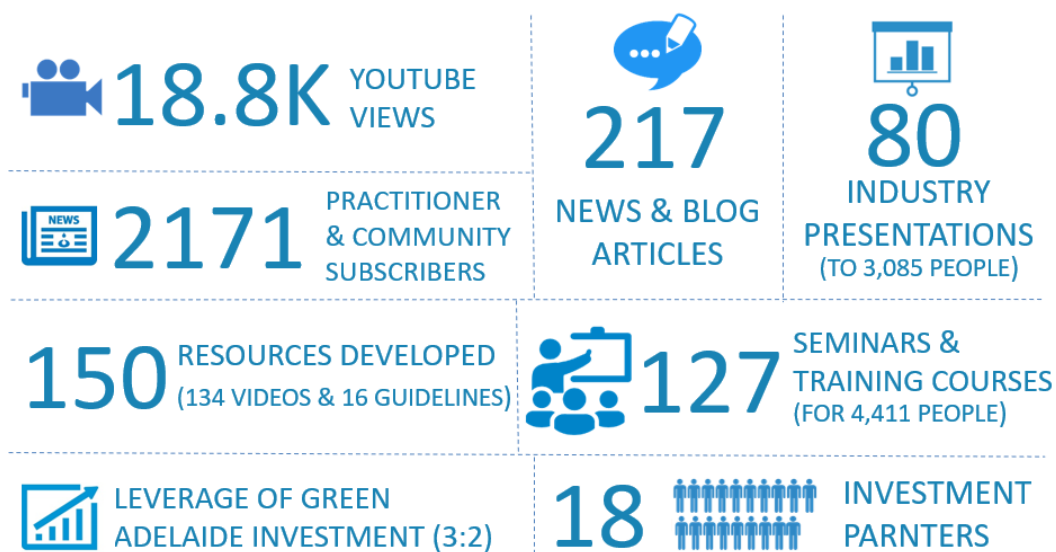 18.8K YOUTUBE
VIEWS
217
NEWS & BLOG
ARTICLES
80
INDUSTRY
PRESENTATIONS
(TO 3,085 PEOPLE)
NEWS
2171 PRACTITIONER
& COMMUNITY
SUBSCRIBERS
150 RESOURCES DEVELOPED
(134 VIDEOS & 16 GUIDELINES)
127 SEMINARS &
TRAINING COURSES
(FOR 4,411 PEOPLE)
LEVERAGE OF GREEN
ADELAIDE INVESTMENT (3:2)
18 INVESTMENT
PARNTERS